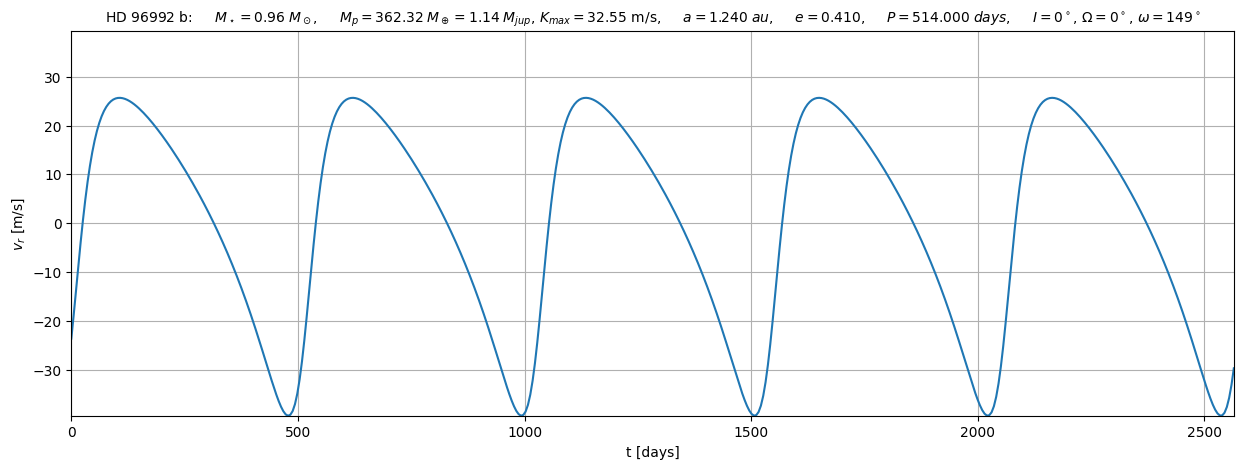 HD 96992 b: M⋆ = 0.96 M⊙, Mp = 362.32 M⊕ = 1.14 Mjup, Kmax = 32.55 m/s, a = 1.240 au, e = 0.410, P = 514.000 days, I = 0°, Ω = 0°, ω = 149°
30
20
10
0
−10
−20
−30
vr [m/s]
0 500 1000 1500 2000 2500
t [days]